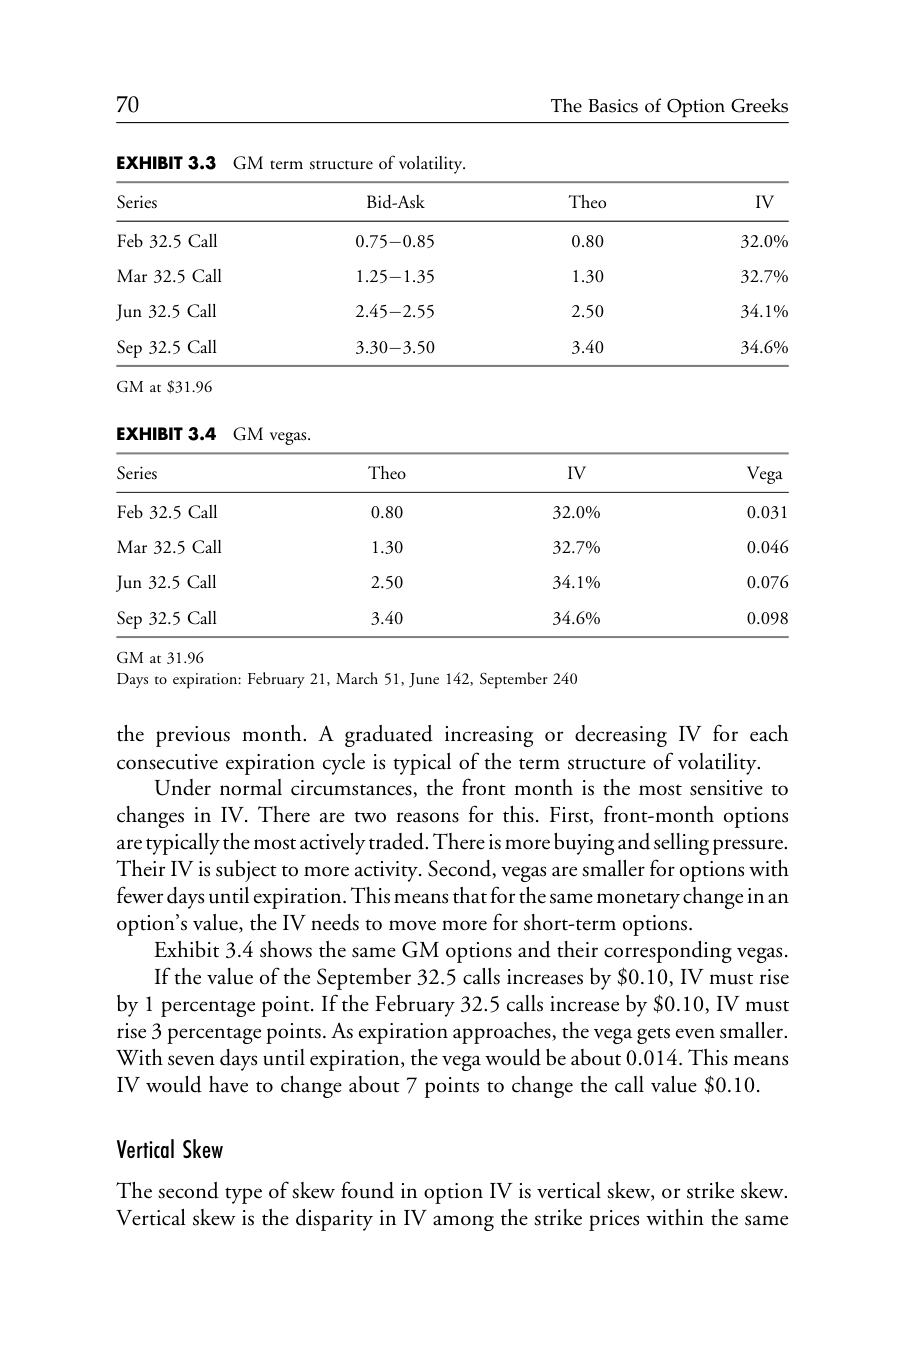 70 The Basics of Option Greeks
EXHIBIT 3.3 GM term structure of volatility.
Series Bid-Ask Theo IV
Feb 32.5 Call 0.75–0.85 0.80 32.0%
Mar 32.5 Call 1.25–1.35 1.30 32.7%
Jun 32.5 Call 2.45–2.55 2.50 34.1%
Sep 32.5 Call 3.30–3.50 3.40 34.6%
GM at $31.96
EXHIBIT 3.4 GM vegas.
Series Theo IV Vega
Feb 32.5 Call 0.80 32.0% 0.031
Mar 32.5 Call 1.30 32.7% 0.046
Jun 32.5 Call 2.50 34.1% 0.076
Sep 32.5 Call 3.40 34.6% 0.098
GM at 31.96
Days to expiration: February 21, March 51, June 142, September 240
the previous month. A graduated increasing or decreasing IV for each
consecutive expiration cycle is typical of the term structure of volatility.
Under normal circumstances, the front month is the most sensitive to
changes in IV. There are two reasons for this. First, front-month options
are typically the most actively traded. There is more buying and selling pressure.
Their IV is subject to more activity. Second, vegas are smaller for options with
fewer days until expiration. This means that for the same monetary change in an
option’s value, the IV needs to move more for short-term options.
Exhibit 3.4 shows the same GM options and their corresponding vegas.
If the value of the September 32.5 calls increases by $0.10, IV must rise
by 1 percentage point. If the February 32.5 calls increase by $0.10, IV must
rise 3 percentage points. As expiration approaches, the vega gets even smaller.
With seven days until expiration, the vega would be about 0.014. This means
IV would have to change about 7 points to change the call value $0.10.
Vertical Skew
The second type of skew found in option IV is vertical skew, or strike skew.
Vertical skew is the disparity in IV among the strike prices within the same